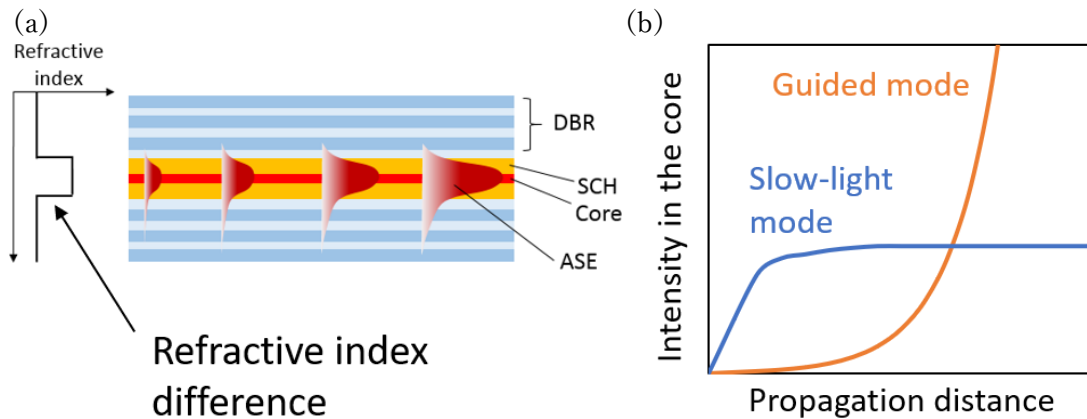 (a)
Refractive
index
DBR
SCH
Core
ASE
Refractive index
difference
(b)
Intensity in the core
Guided mode
Slow-light
mode
Propagation distance